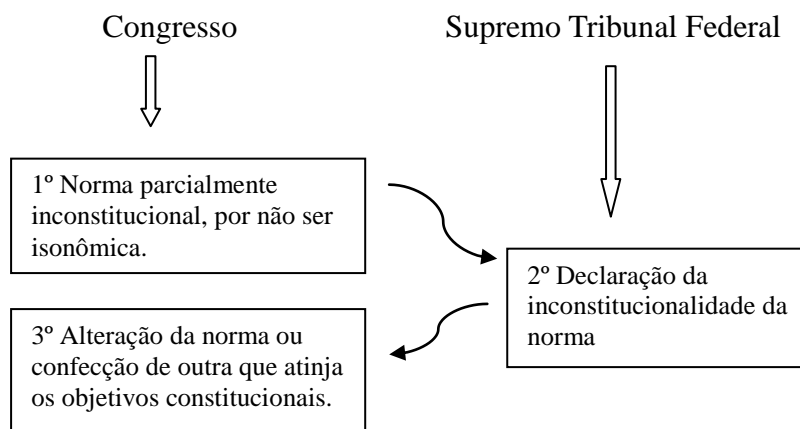 Congresso
Supremo Tribunal Federal
1º Norma parcialmente
inconstitucional, por não ser
isonômica.
2º Declaração da
inconstitucionalidade da
norma
3º Alteração da norma ou
confecção de outra que atinja
os objetivos constitucionais.